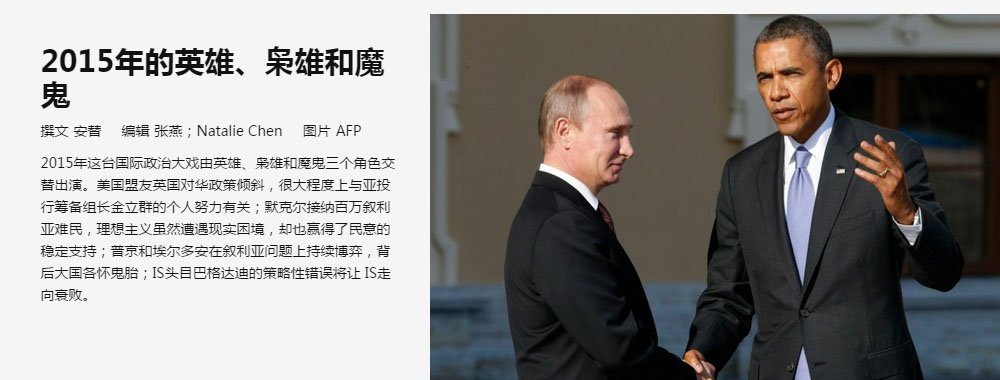 2015年的英雄、枭雄和魔
鬼
撰文 安替 编辑 张燕；Natalie Chen 图片 AFP
2015年这台国际政治大戏由英雄、枭雄和魔鬼三个角色交
替出演。美国盟友英国对华政策倾斜，很大程度上与亚投
行筹备组长金立群的个人努力有关；默克尔接纳百万叙利
亚难民，理想主义虽然遭遇现实困境，却也赢得了民意的
稳定支持；普京和埃尔多安在叙利亚问题上持续博弈，背
后大国各怀鬼胎；IS头目巴格达迪的策略性错误将让 IS走
向衰败。